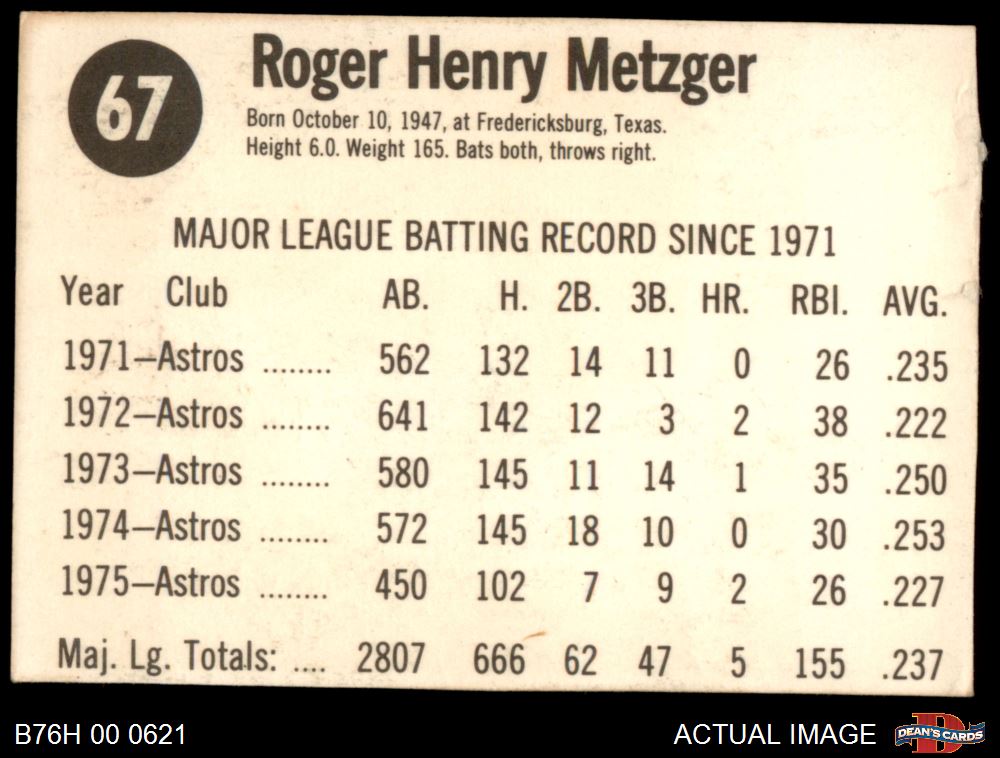 67
Roger Henry Metzger
Born October 10, 1947, at Fredericksburg, Texas.
Height 6.0. Weight 165. Bats both, throws right.
MAJOR LEAGUE BATTING RECORD SINCE 1971
Year Club AB. H. 2B. 3B. HR. RBI. AVG.
1971—Astros ........ 562 132 14 11 0 26 .235
1972—Astros ........ 641 142 12 3 2 38 .222
1973—Astros ........ 580 145 11 14 1 35 .250
1974—Astros ........ 572 145 18 10 0 30 .253
1975—Astros ........ 450 102 7 9 2 26 .227
Maj. Lg. Totals: .... 2807 666 62 47 5 155 .237
B76H 00 0621 ACTUAL IMAGE D DEAN'S CARDS